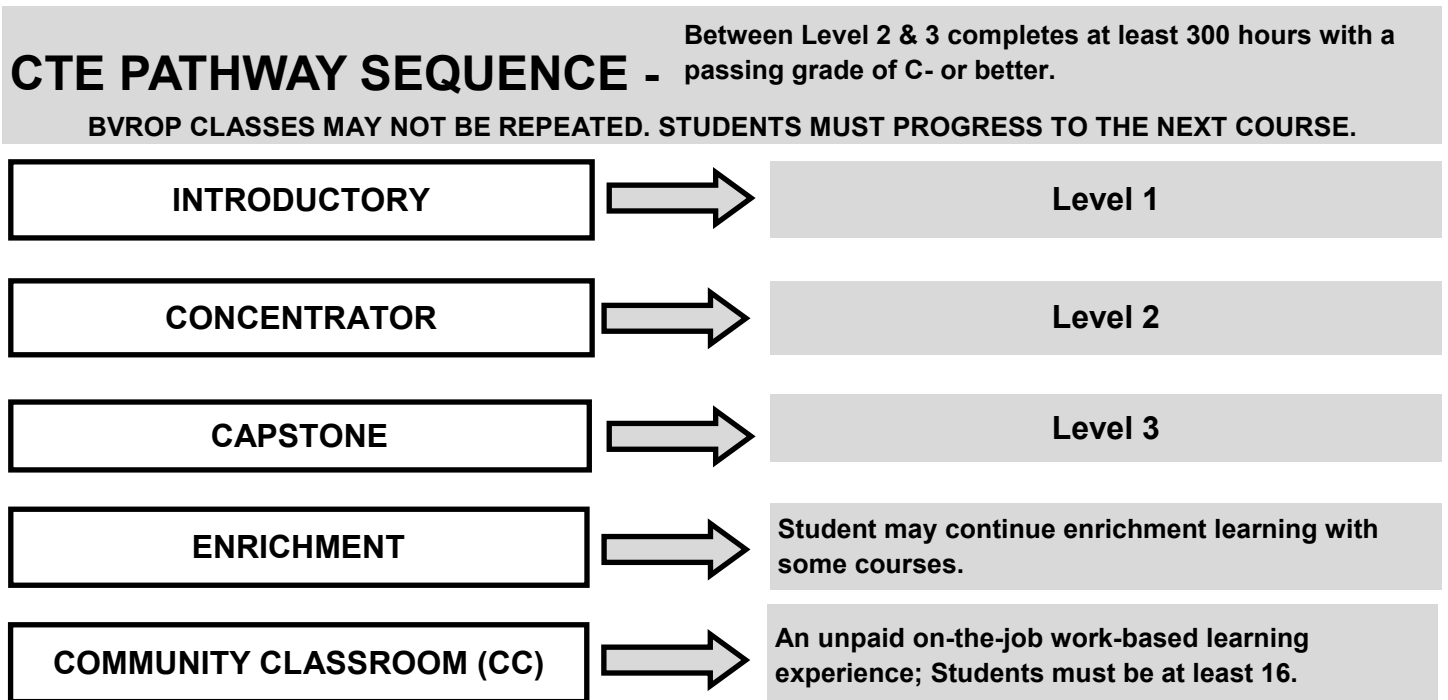 CTE PATHWAY SEQUENCE - Between Level 2 & 3 completes at least 300 hours with a
passing grade of C- or better.
BVROP CLASSES MAY NOT BE REPEATED. STUDENTS MUST PROGRESS TO THE NEXT COURSE.
INTRODUCTORY
Level 1
CONCENTRATOR
Level 2
CAPSTONE
Level 3
ENRICHMENT
Student may continue enrichment learning with
some courses.
COMMUNITY CLASSROOM (CC)
An unpaid on-the-job work-based learning
experience; Students must be at least 16.